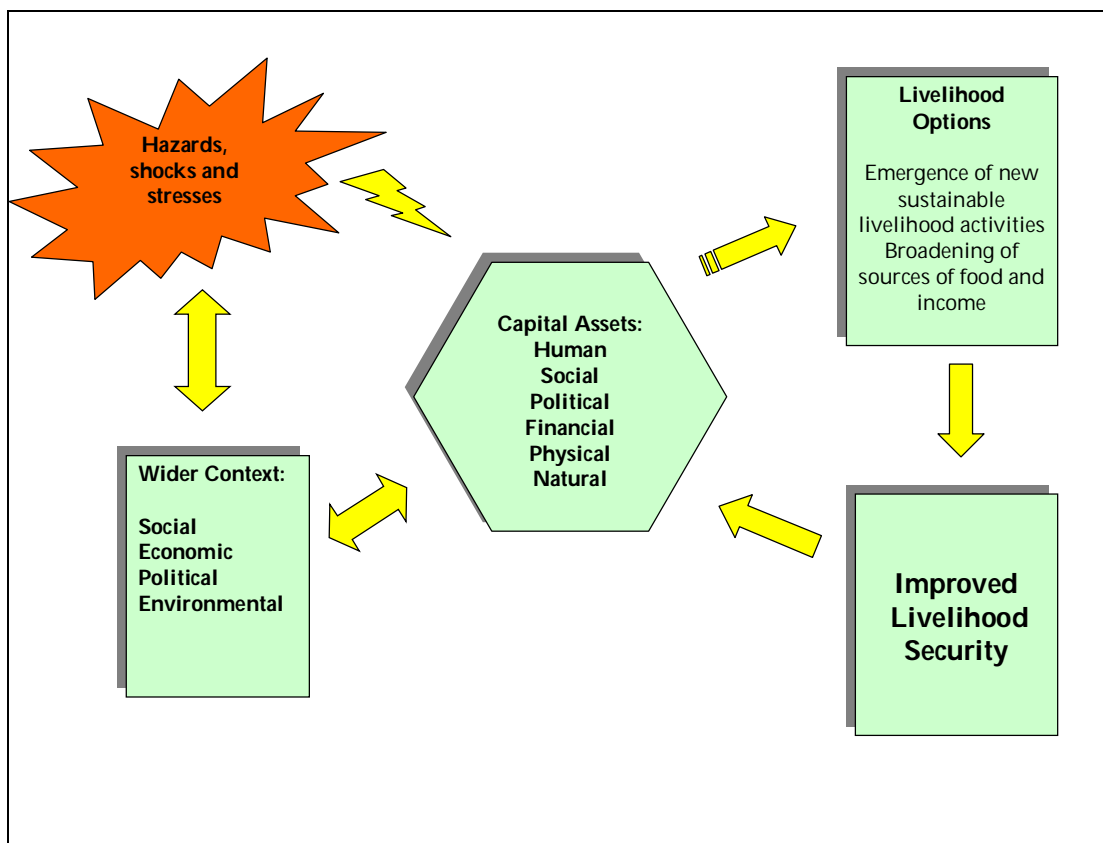 Hazards,
shocks and
stresses
Livelihood
Options
Emergence of new
sustainable
livelihood activities
Broadening of
sources of food and
income
Capital Assets:
Human
Social
Political
Financial
Physical
Natural
Wider Context:
Social
Economic
Political
Environmental
Improved
Livelihood
Security